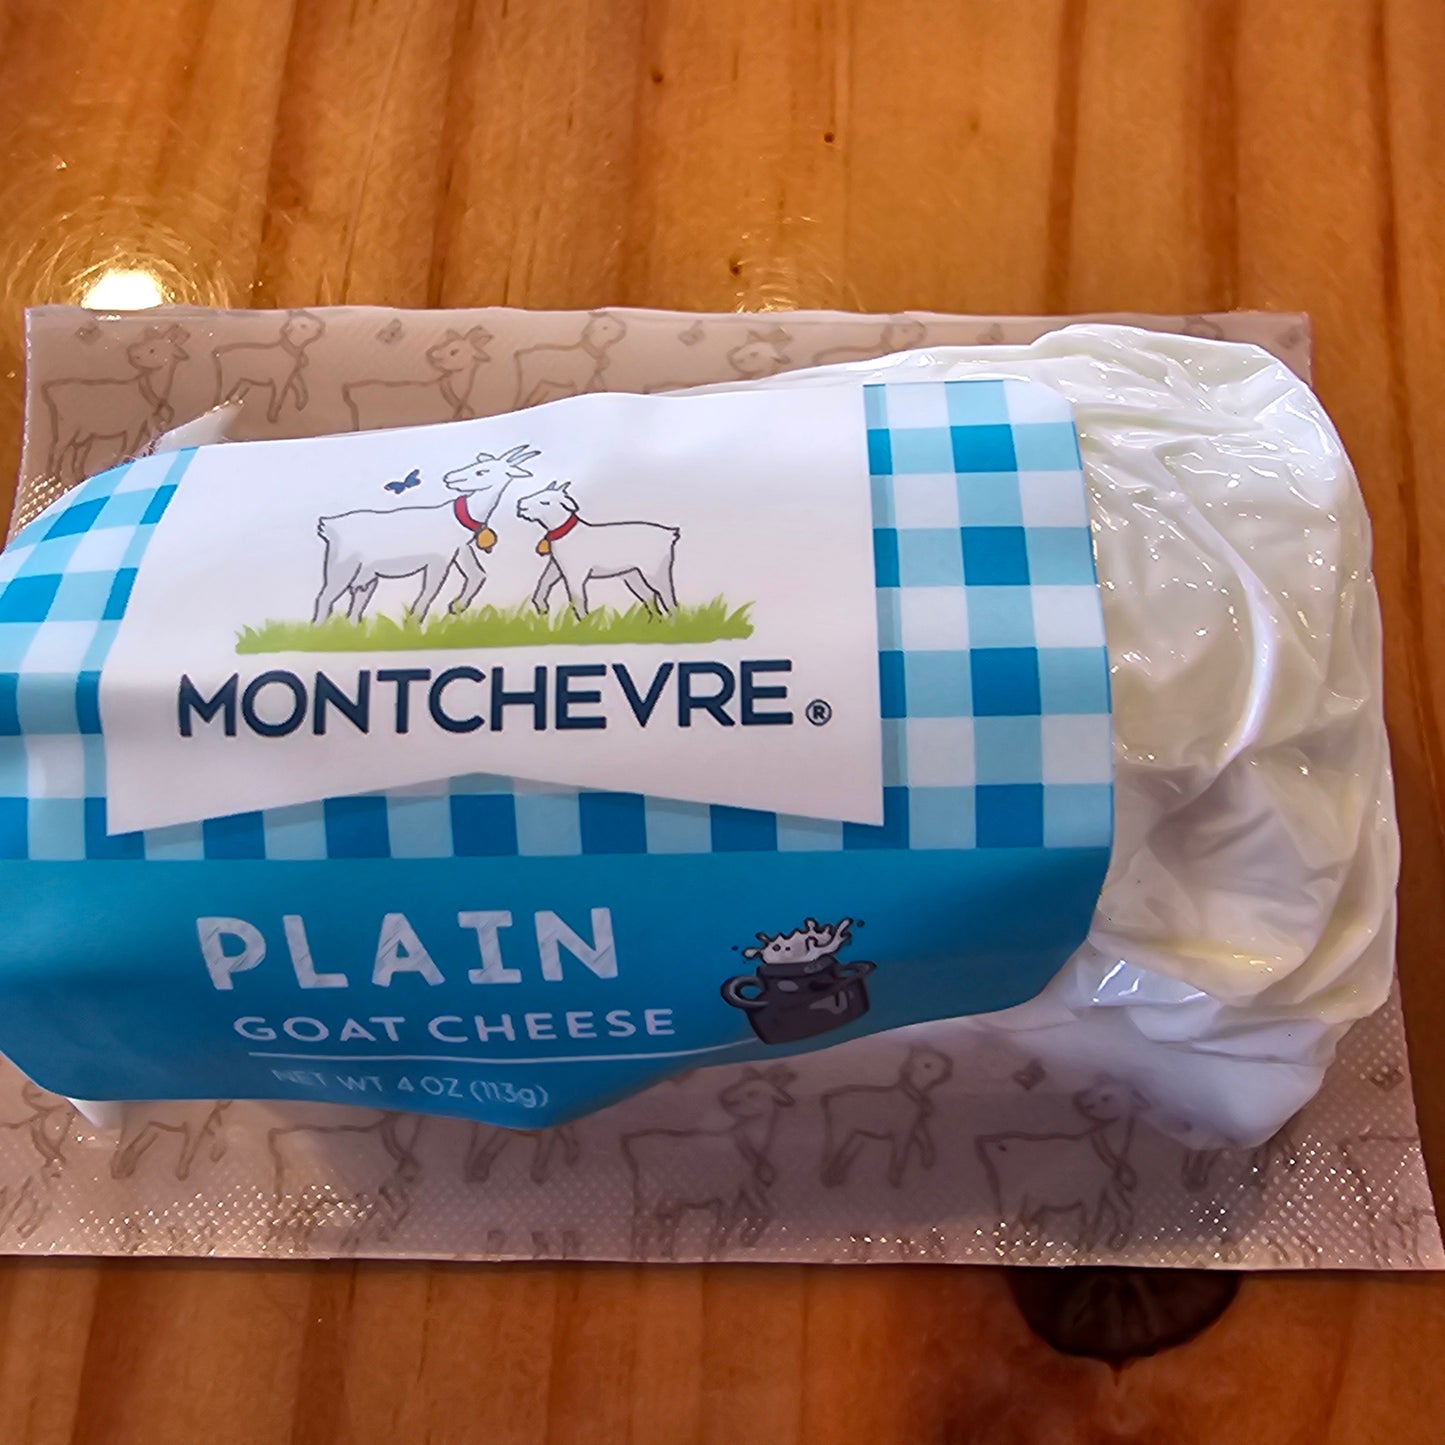 MONTCHEVRE®
PLAIN
GOAT CHEESE
NET WT 4 OZ (113g)